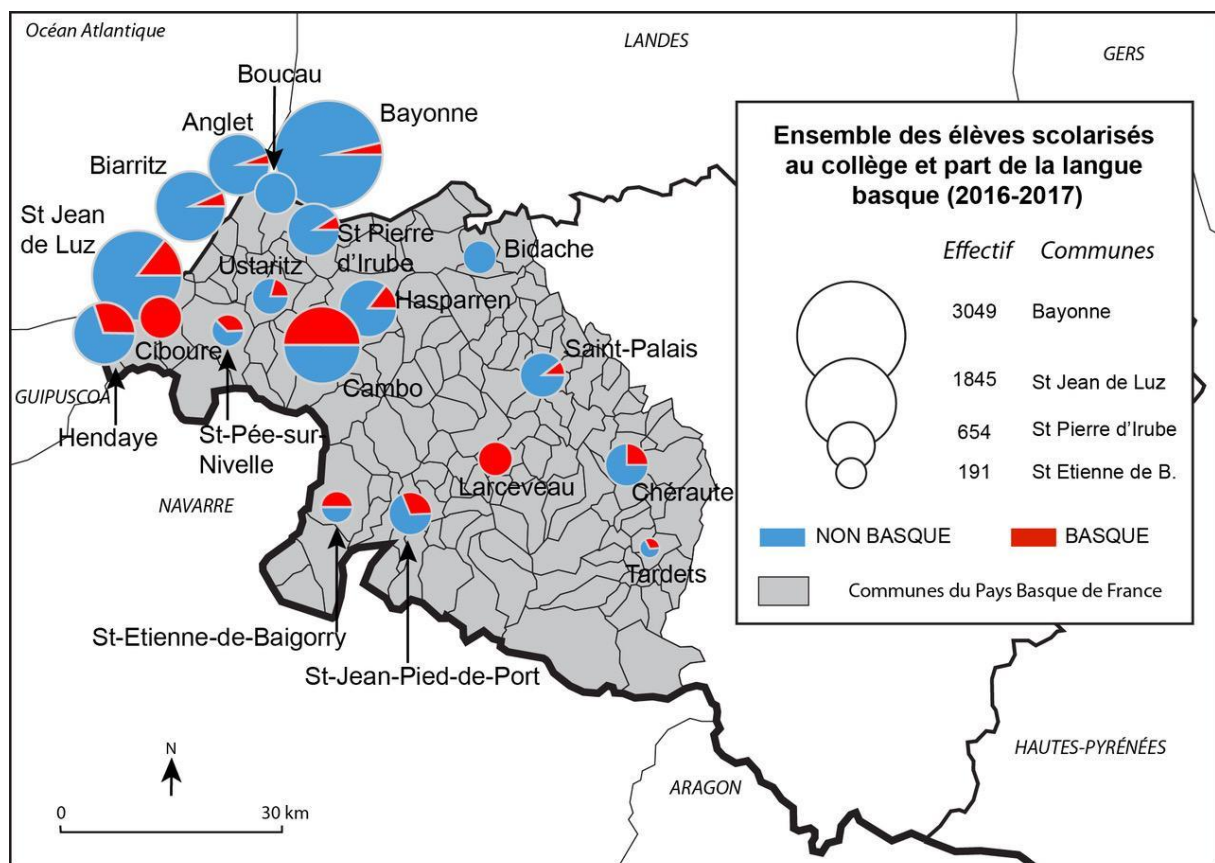 Océan Atlantique
LANDES
GERS
Boucau
Bayonne
Anglet
Biarritz
St Jean
de Luz
St Pierre
d'Irube
Bidache
Ustaritz
Hasparren
Ciboure
Cambo
Saint-Palais
GUIPUSCOA
Hendaye
St-Pée-sur-
Nivelle
Larceveau
Chéraute
NAVARRE
Tardets
St-Etienne-de-Baigorry
St-Jean-Pied-de-Port
HAUTES-PYRÉNÉES
ARAGON
N
0 30 km
Ensemble des élèves scolarisés
au collège et part de la langue
basque (2016-2017)
Effectif Communes
3049 Bayonne
1845 St Jean de Luz
654 St Pierre d'Irube
191 St Etienne de B.
NON BASQUE BASQUE
Communes du Pays Basque de France